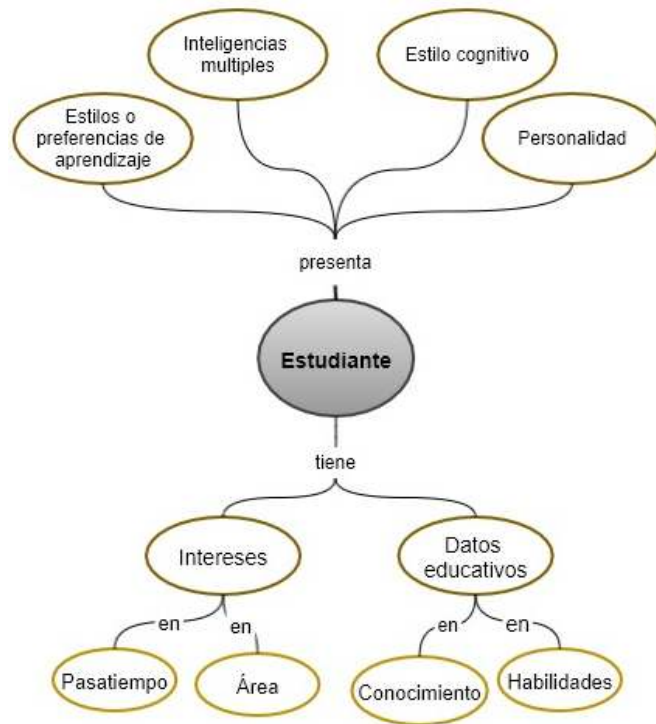 Inteligencias
multiples
Estilo cognitivo
Estilos o
preferencias de
aprendizaje
Personalidad
presenta
Estudiante
tiene
Intereses
Datos
educativos
en
en
en
en
Pasatiempo
Área
Conocimiento
Habilidades